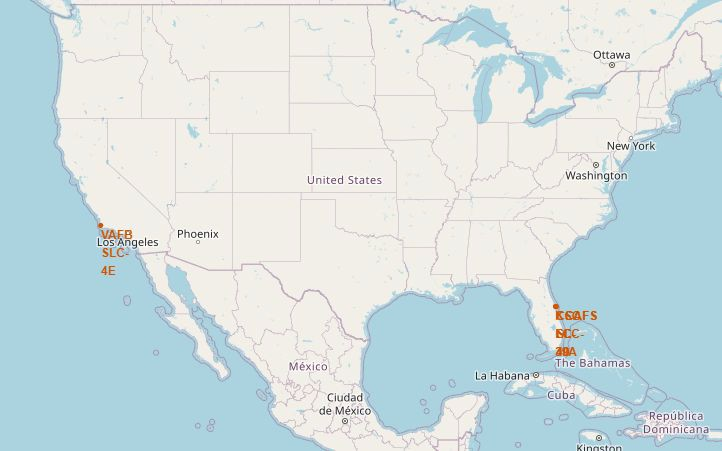 Ottawa
New York
Washington
United States
Phoenix
VAFB
SLC-
4E
Los Angeles
The Bahamas
La Habana
Cuba
México
Ciudad
de México
República
Dominicana
Kingston